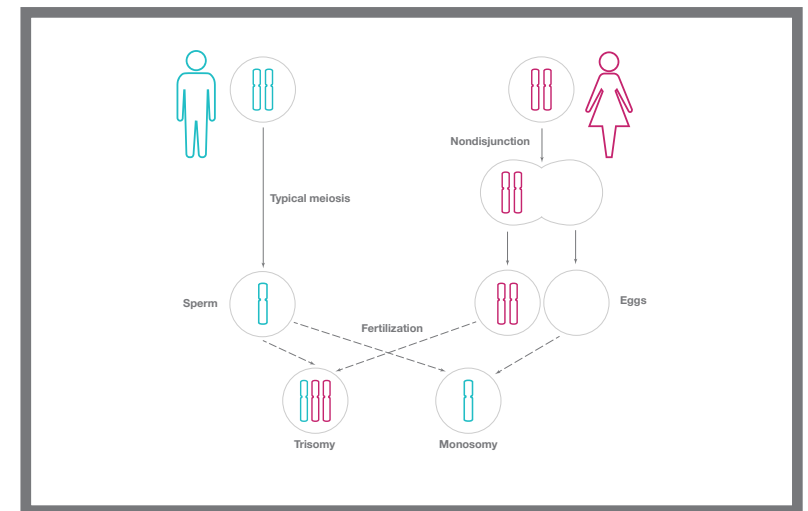 Nondisjunction
Typical meiosis
Sperm
Eggs
Fertilization
Trisomy
Monosomy